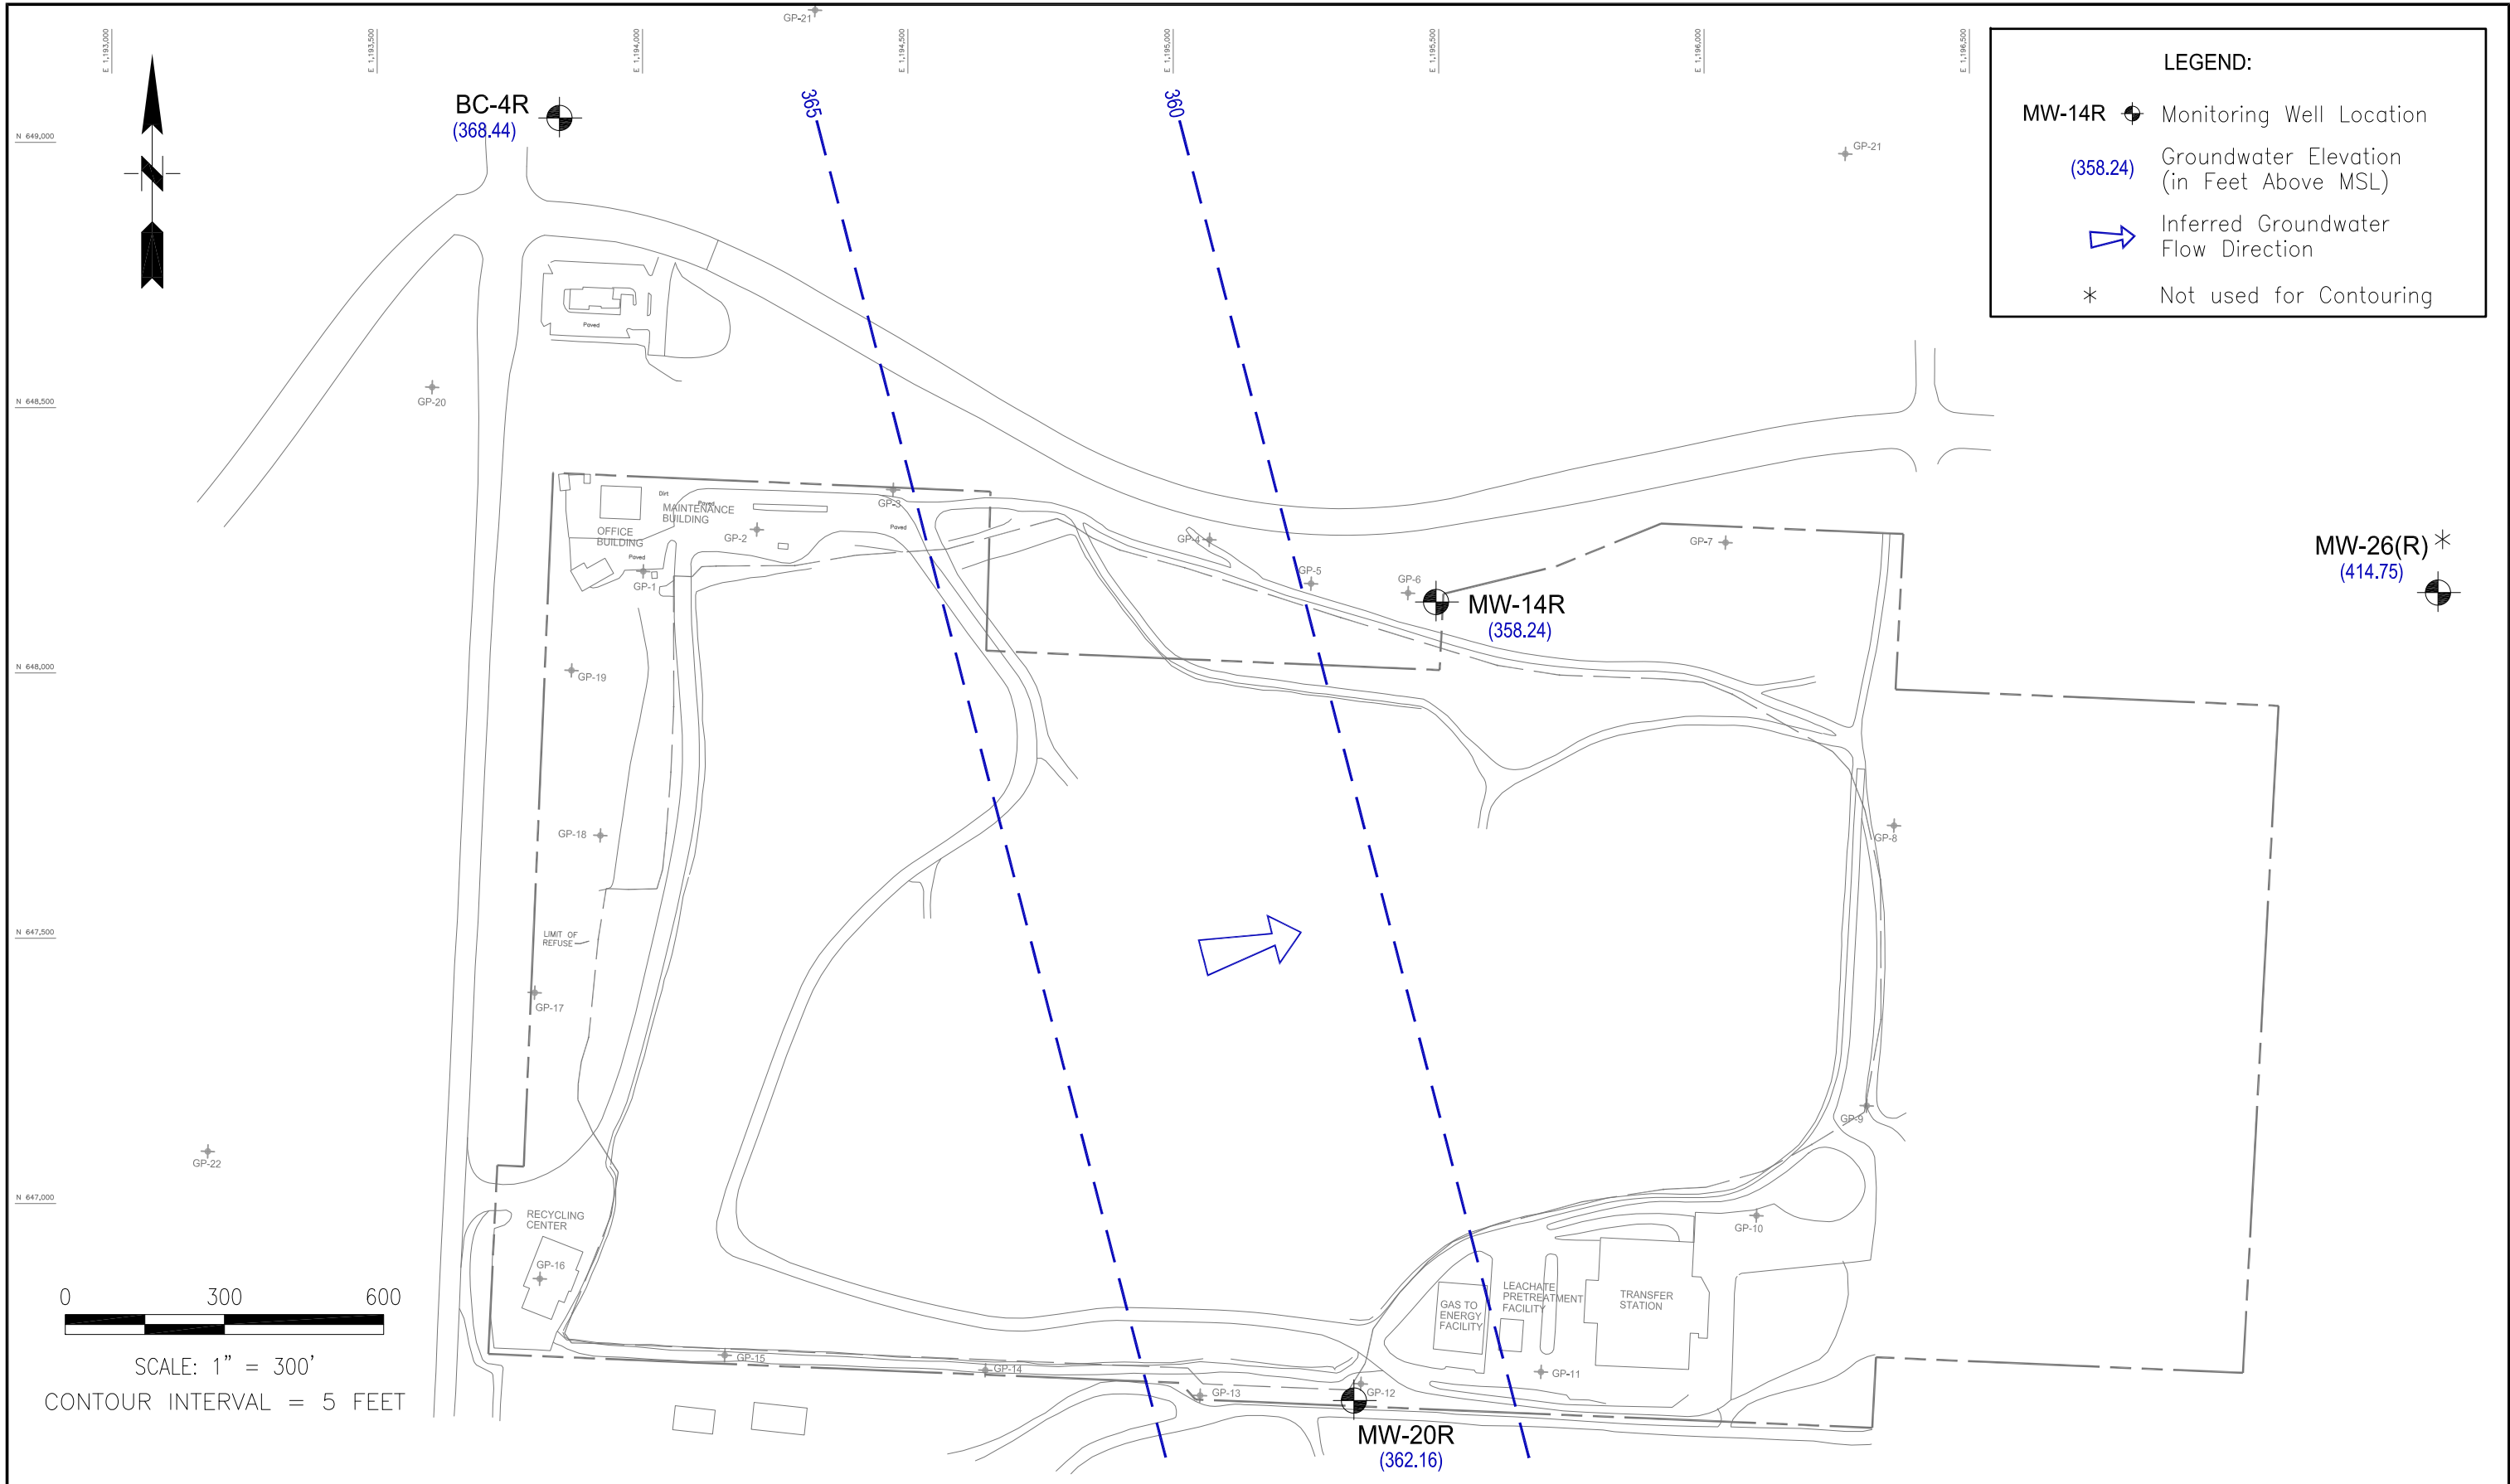 GP-21
E 1,193,000
E 1,193,500
E 1,194,000
E 1,194,500
E 1,195,000
E 1,195,500
E 1,196,000
E 1,196,500
LEGEND:
MW-14R Monitoring Well Location
(358.24) Groundwater Elevation
(in Feet Above MSL)
Inferred Groundwater
Flow Direction
* Not used for Contouring
BC-4R
(368.44)
365
360
N 649,000
GP-21
N
Paved
GP-20
N 648,500
GP-3
Dirt
Paved
MAINTENANCE
BUILDING
OFFICE
BUILDING
GP-2
Paved
Paved
GP-1
GP-4
GP-5
GP-6
GP-7
MW-14R
(358.24)
MW-26(R) *
(414.75)
N 648,000
GP-19
GP-18
GP-8
N 647,500
LIMIT OF
REFUSE
GP-17
GP-9
GP-22
N 647,000
RECYCLING
CENTER
GP-10
GP-16
LEACHATE
PRETREATMENT
FACILITY
GAS TO
ENERGY
FACILITY
TRANSFER
STATION
0 300 600
SCALE: 1" = 300'
CONTOUR INTERVAL = 5 FEET
GP-15
GP-14
GP-13
GP-12
GP-11
MW-20R
(362.16)